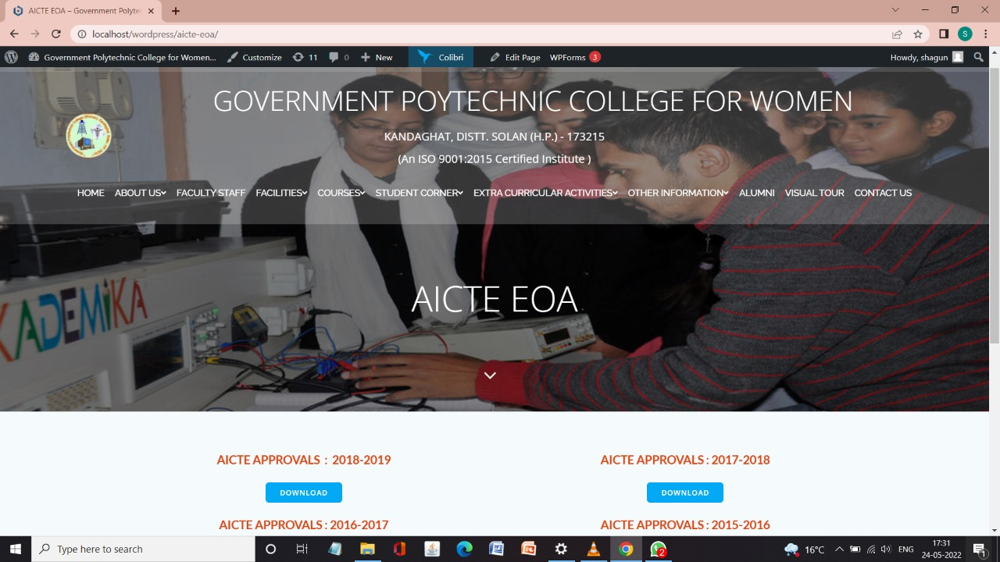 AICTE EOA – Government Polytec
localhost/wordpress/aicte-eoa/
S
Government Polytechnic College for Women... Customize 11 0 New Colibri Edit Page WPForms 3 Howdy, shagun
GOVERNMENT POYTECHNIC COLLEGE FOR WOMEN
KANDAGHAT, DISTT. SOLAN (H.P.) - 173215
(An ISO 9001:2015 Certified Institute )
HOME ABOUT US FACULTY STAFF FACILITIES COURSES STUDENT CORNER EXTRA CURRICULAR ACTIVITIES OTHER INFORMATION ALUMNI VISUAL TOUR CONTACT US
KADEMIKA
AICTE EOA
AICTE APPROVALS : 2018-2019 AICTE APPROVALS : 2017-2018
DOWNLOAD DOWNLOAD
AICTE APPROVALS : 2016-2017 AICTE APPROVALS : 2015-2016
Type here to search 2 16°C ENG 17:31
24-05-2022 1